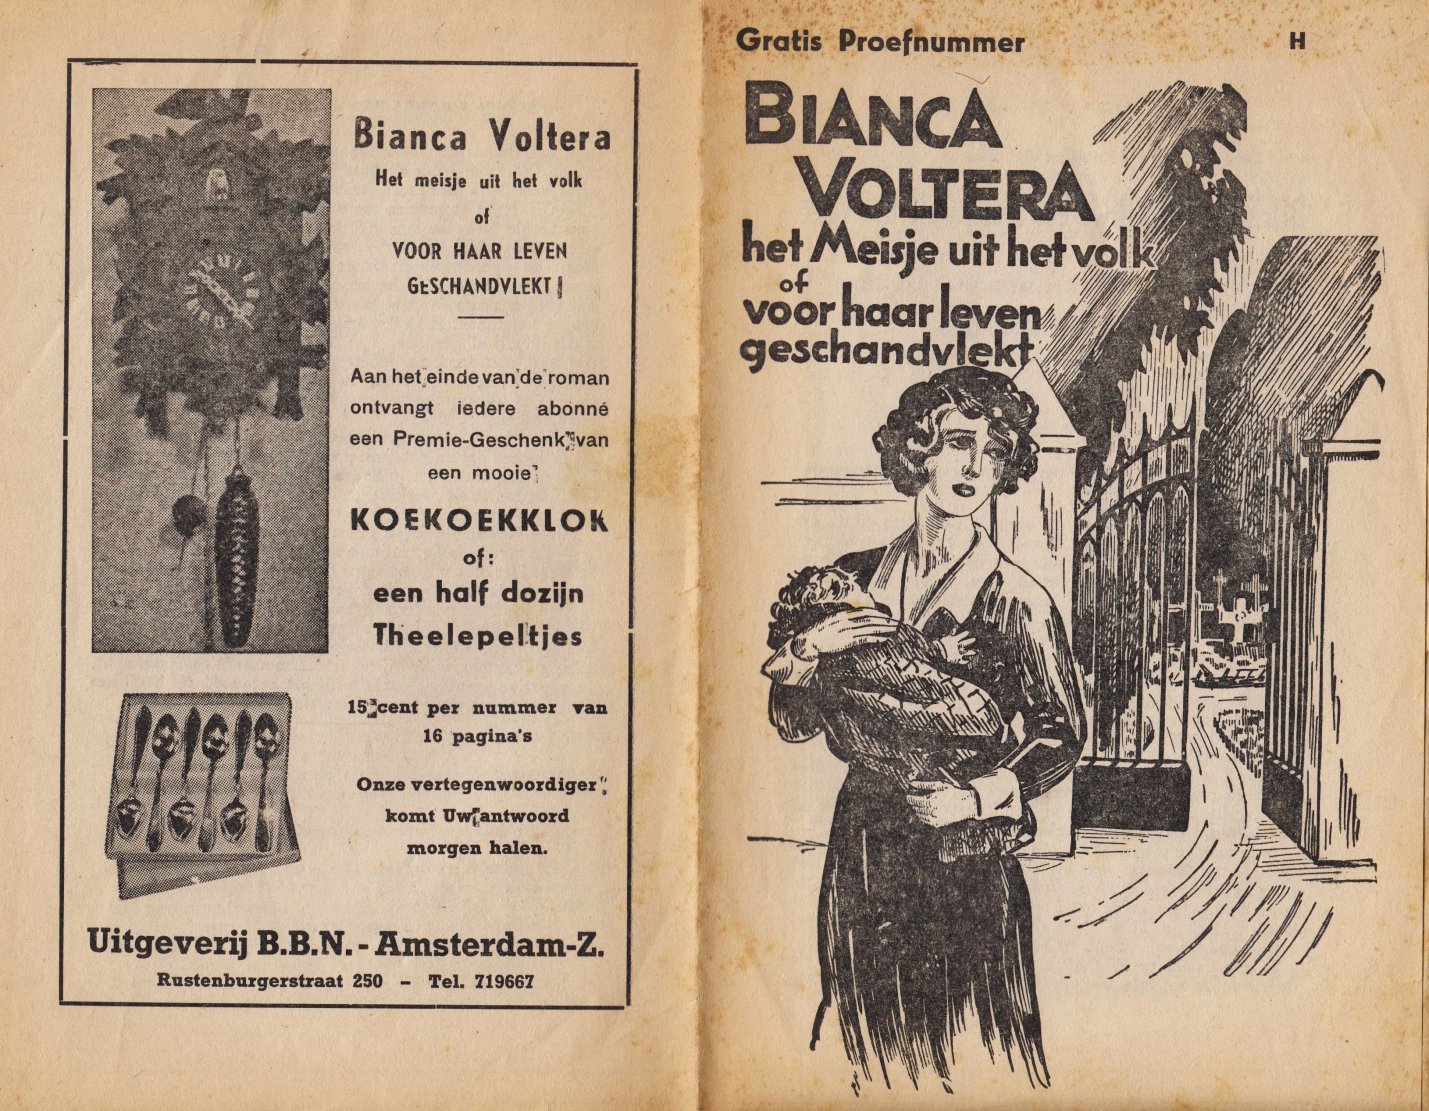 Bianca Voltera
Het meisje uit het volk
of
VOOR HAAR LEVEN
GESCHANDVLEKT!
Aan het einde van de roman
ontvangt iedere abonné
een Premie-Geschenk van
een mooie
KOEKOEKKLOK
of:
een half dozijn
Theelepeltjes
15 cent per nummer van
16 pagina's
Onze vertegenwoordiger
komt Uw antwoord
morgen halen.
Uitgeverij B.B.N. - Amsterdam-Z.
Rustenburgerstraat 250 – Tel. 719667
Gratis Proefnummer H
BIANCA
VOLTERA
het Meisje uit het volk
of
voor haar leven
geschandvlekt